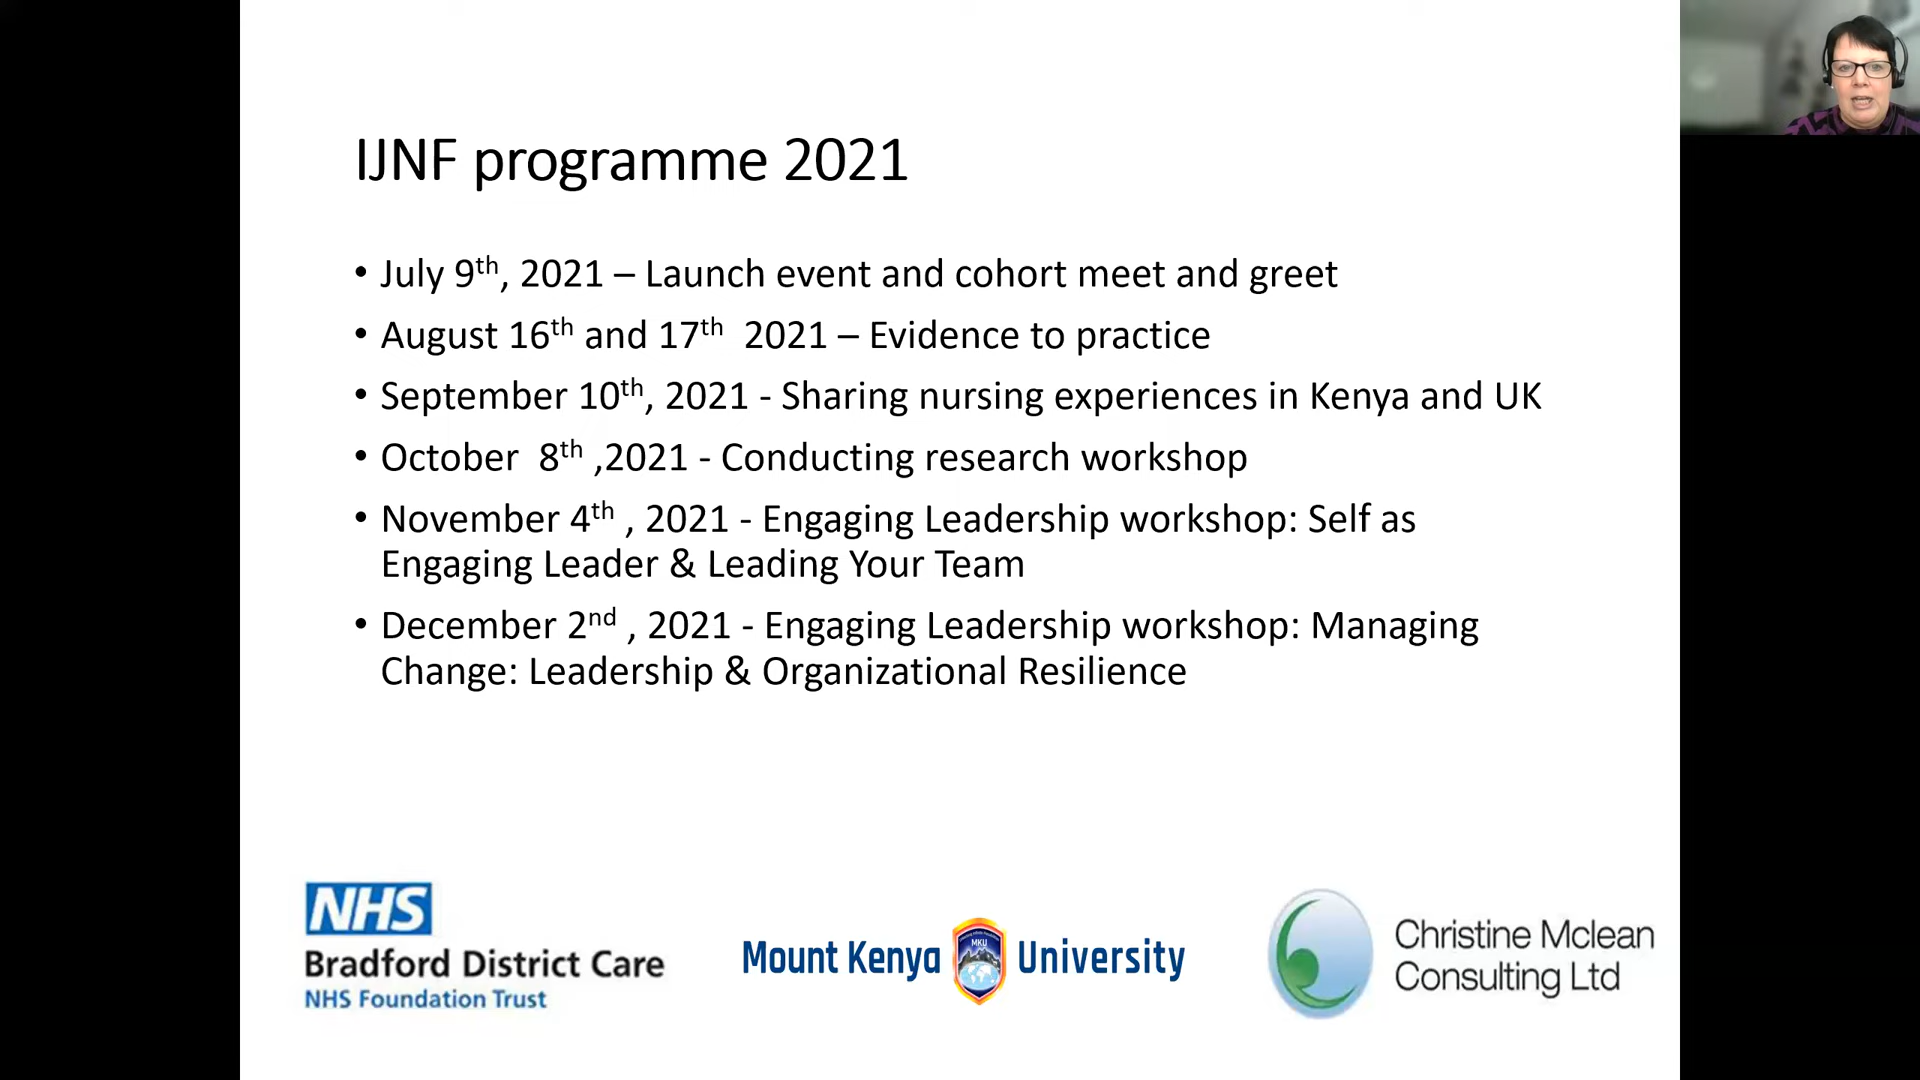 IJNF programme 2021
• July 9th, 2021 – Launch event and cohort meet and greet
• August 16th and 17th 2021 – Evidence to practice
• September 10th, 2021 - Sharing nursing experiences in Kenya and UK
• October 8th ,2021 - Conducting research workshop
• November 4th , 2021 - Engaging Leadership workshop: Self as
Engaging Leader & Leading Your Team
• December 2nd , 2021 - Engaging Leadership workshop: Managing
Change: Leadership & Organizational Resilience
NHS
Bradford District Care
NHS Foundation Trust
Mount Kenya MKU University
Christine Mclean
Consulting Ltd